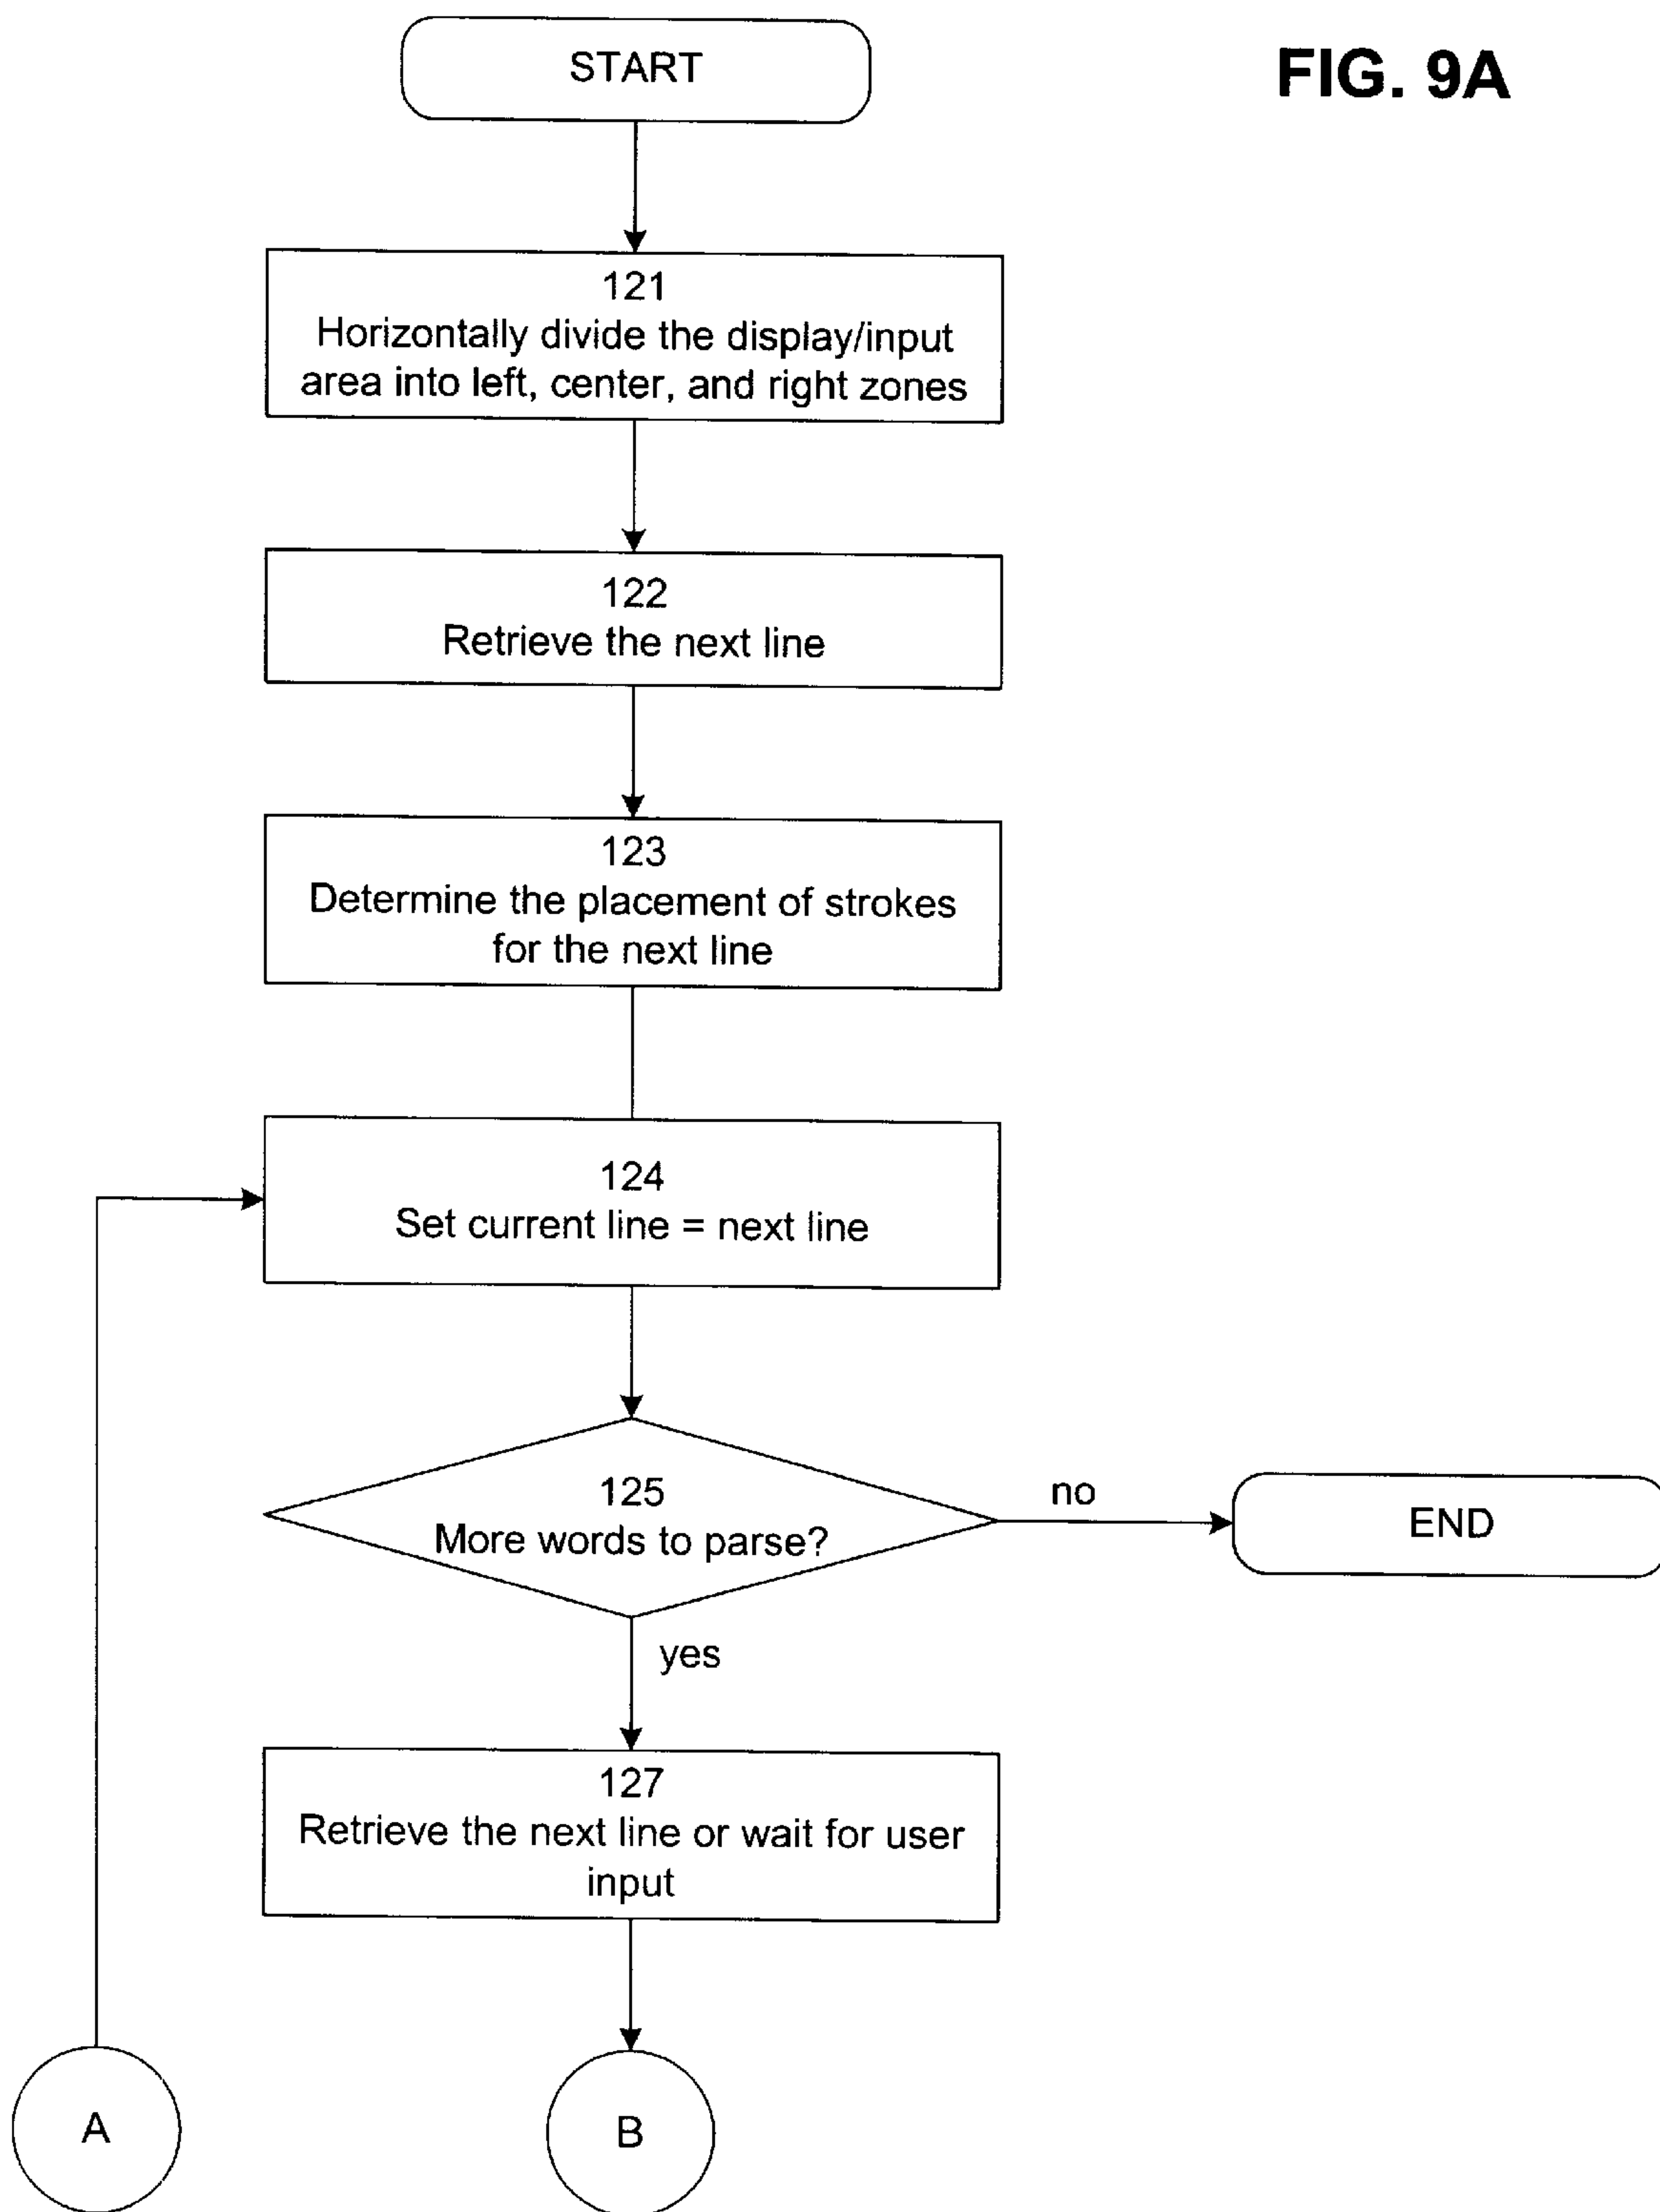 FIG. 9A
START
121
Horizontally divide the display/input
area into left, center, and right zones
122
Retrieve the next line
123
Determine the placement of strokes
for the next line
124
Set current line = next line
125
More words to parse?
no
END
yes
127
Retrieve the next line or wait for user
input
A
B